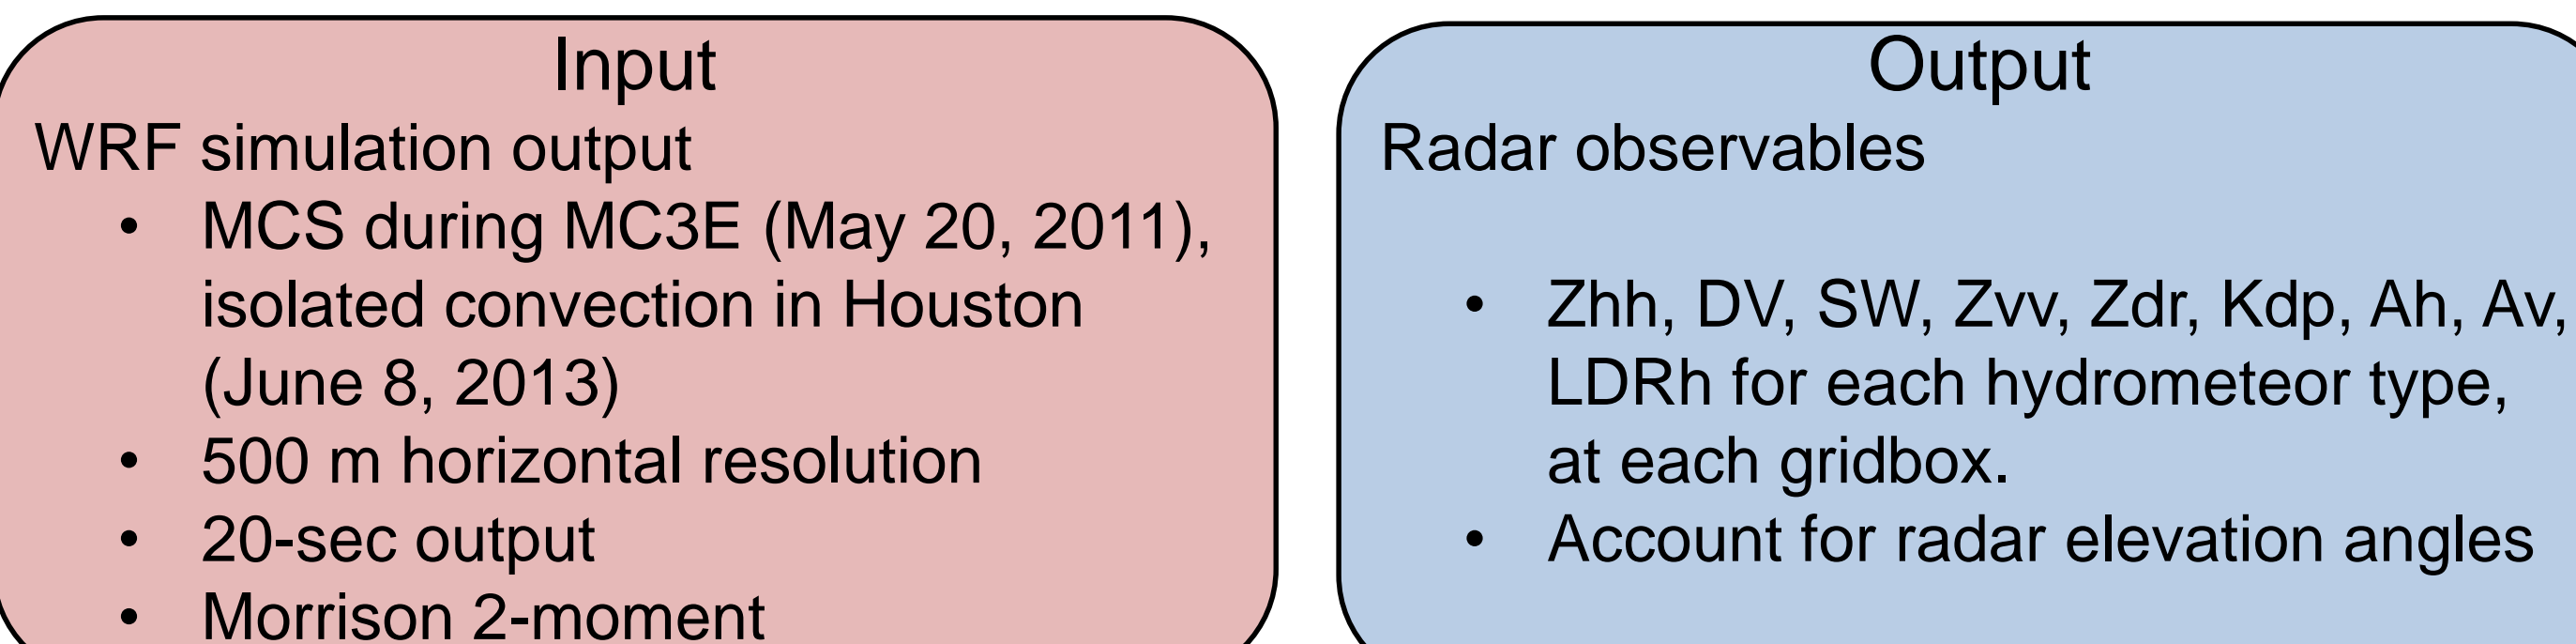 Input
WRF simulation output
• MCS during MC3E (May 20, 2011),
isolated convection in Houston
(June 8, 2013)
• 500 m horizontal resolution
• 20-sec output
• Morrison 2-moment
Output
Radar observables
• Zhh, DV, SW, Zvv, Zdr, Kdp, Ah, Av,
LDRh for each hydrometeor type,
at each gridbox.
• Account for radar elevation angles